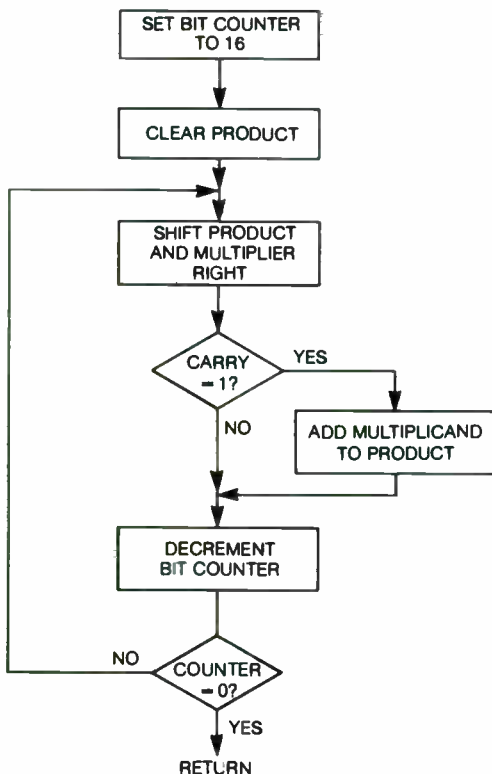 SET BIT COUNTER
TO 16
CLEAR PRODUCT
SHIFT PRODUCT
AND MULTIPLIER
RIGHT
CARRY
= 1?
YES
NO
ADD MULTIPLICAND
TO PRODUCT
DECREMENT
BIT COUNTER
NO
COUNTER
= 0?
YES
RETURN